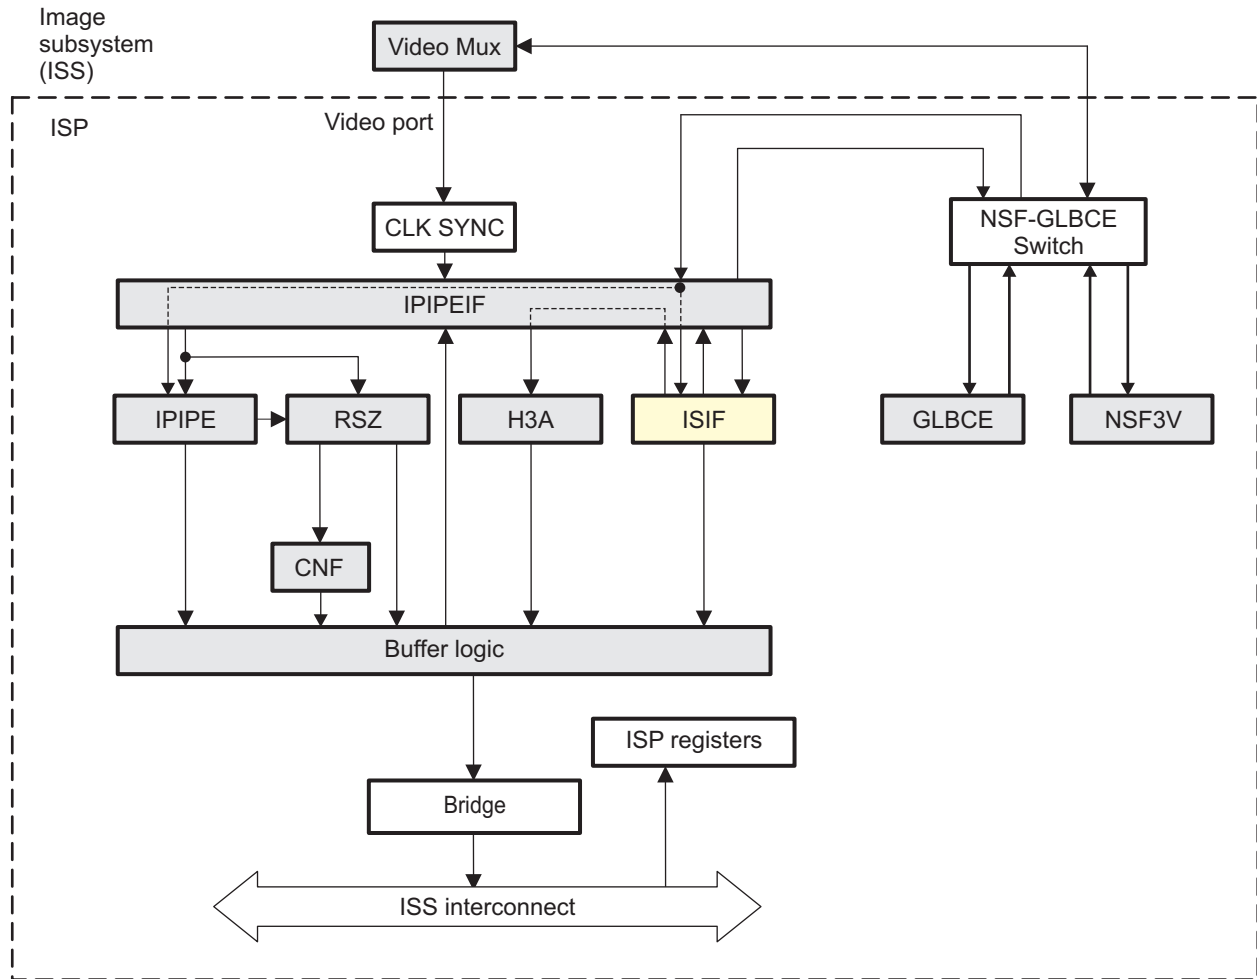 Image
subsystem
(ISS)
Video Mux
ISP
Video port
CLK SYNC
NSF-GLBCE
Switch
IPIPEIF
IPIPE
RSZ
H3A
ISIF
GLBCE
NSF3V
CNF
Buffer logic
ISP registers
Bridge
ISS interconnect